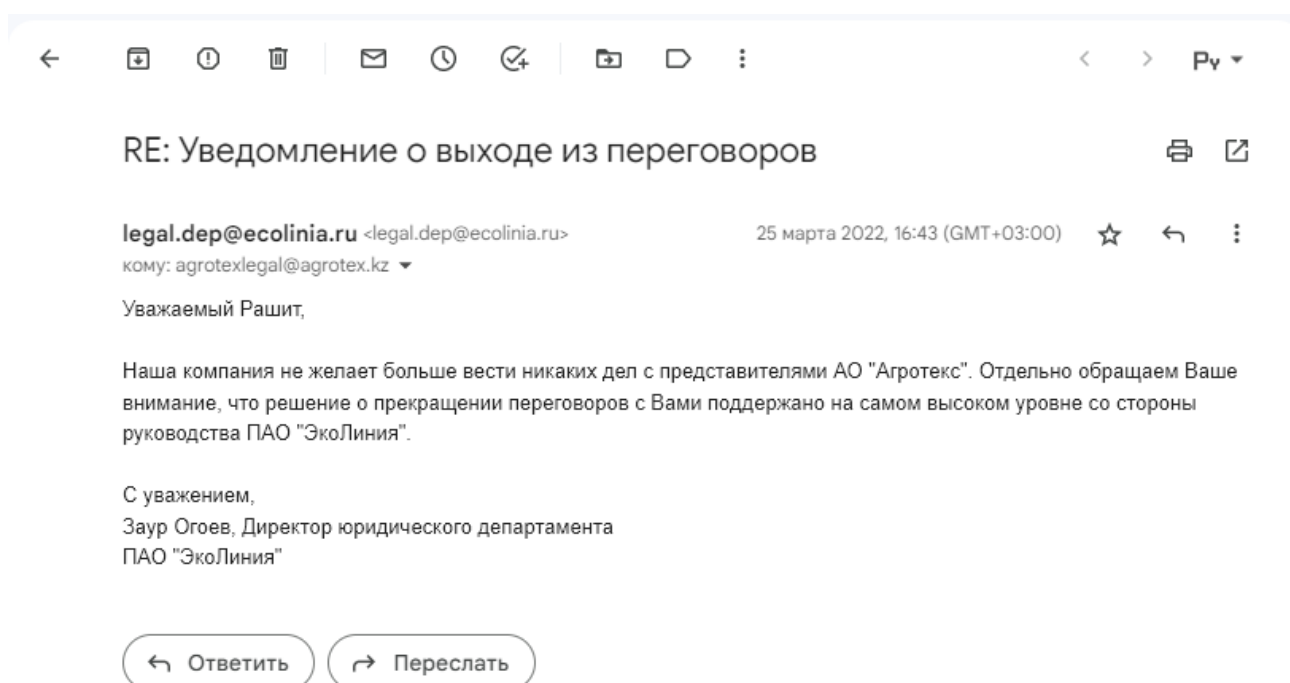 Ру
RE: Уведомление о выходе из переговоров
legal.dep@ecolinia.ru <legal.dep@ecolinia.ru> 25 марта 2022, 16:43 (GMT+03:00)
кому: agrotexlegal@agrotex.kz
Уважаемый Рашит,
Наша компания не желает больше вести никаких дел с представителями АО "Агротекс". Отдельно обращаем Ваше
внимание, что решение о прекращении переговоров с Вами поддержано на самом высоком уровне со стороны
руководства ПАО "ЭкоЛиния".
С уважением,
Заур Огоев, Директор юридического департамента
ПАО "ЭкоЛиния"
Ответить Переслать